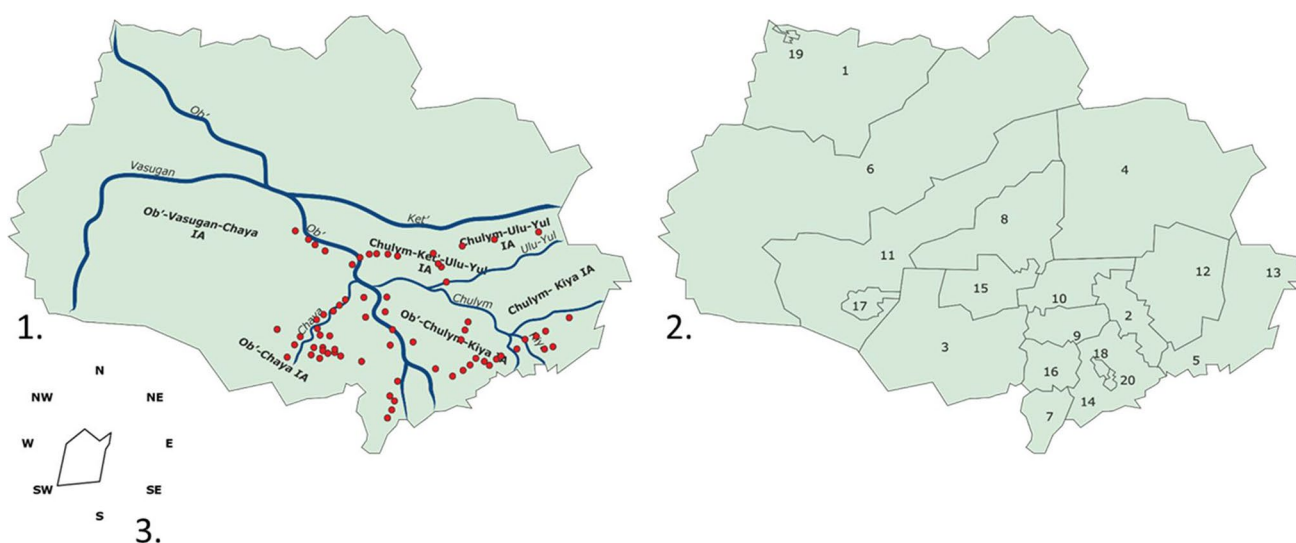 Ob'
Vasugan
Ob'-Vasugan-Chaya
IA
Ket'
Ob'
Chulym-Ket'-Ulu-Yul
IA
Chulym-Ulu-Yul
IA
Ulu-Yul
Chulym
Chulym- Kiya IA
Chaya
Ob'-Chulym-Kiya IA
Ob'-Chaya IA
1.
N
NW
NE
W
E
SW
SE
S
3.
19
1
6
4
8
11
12
13
17
15
10
2
9
3
18
5
16
20
7
14
2.